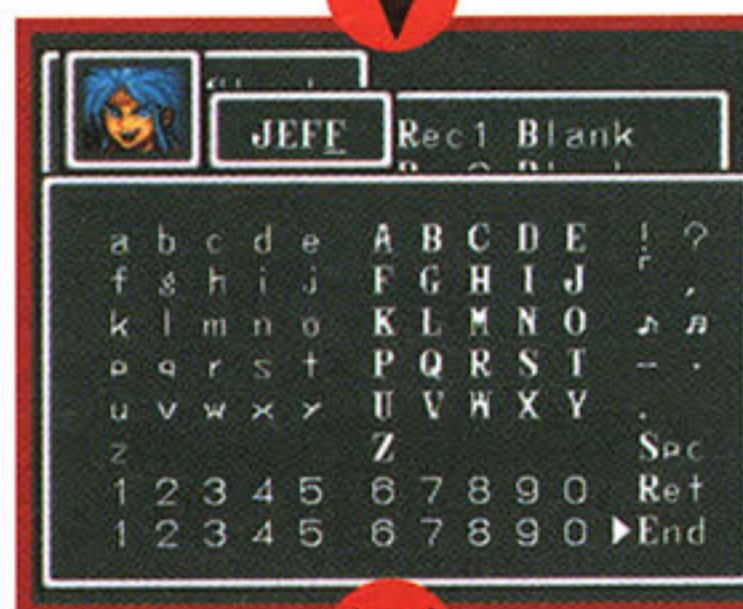 JEFF
Rec1 Blank
a b c d e A B C D E ! ?
f g h i j F G H I J 「 ,
k l m n o K L M N O ♪ ♬
p q r s t P Q R S T - ·
u v w x y U V W X Y .
z Z Spc
1 2 3 4 5 6 7 8 9 0 Ret
1 2 3 4 5 6 7 8 9 0 ▶End